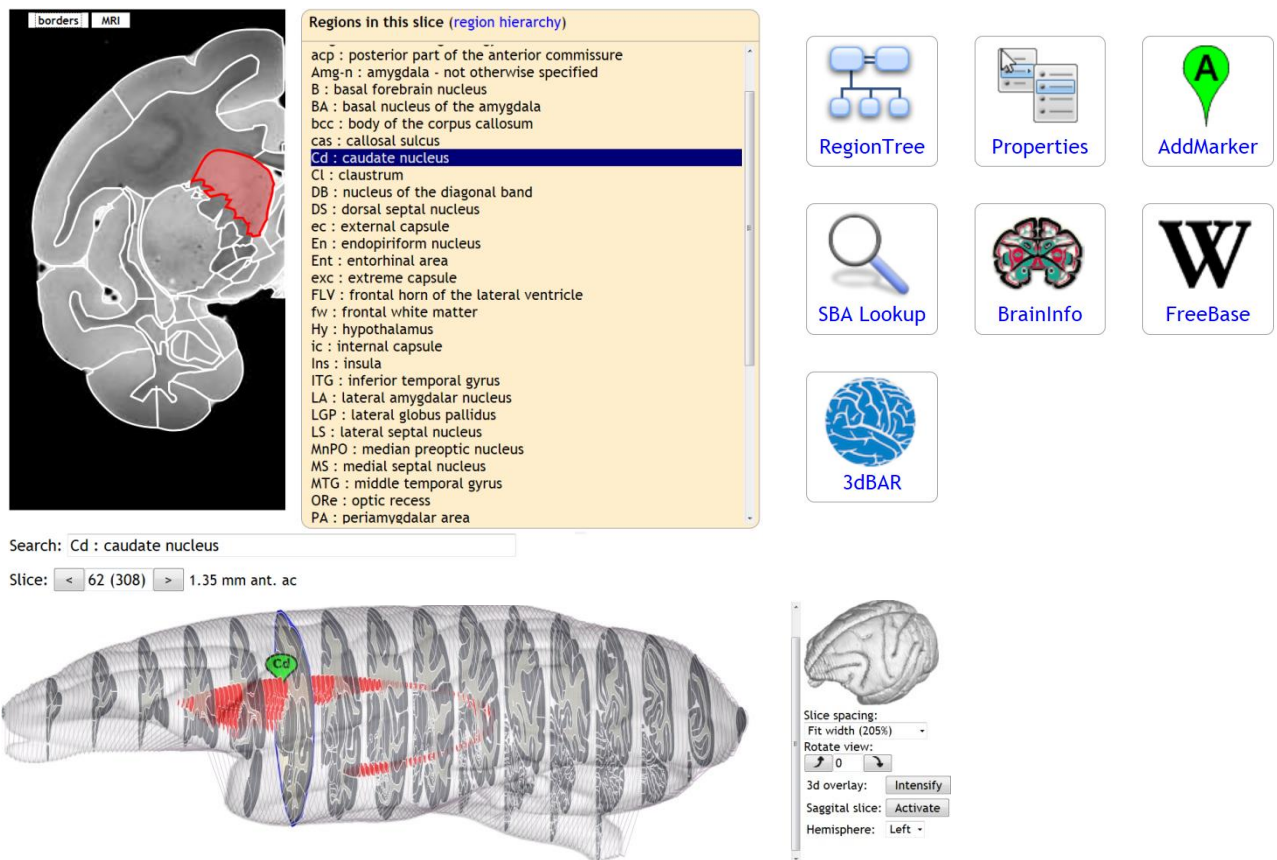 borders MRI
Regions in this slice (region hierarchy)
acp : posterior part of the anterior commissure
Amg-n : amygdala - not otherwise specified
B : basal forebrain nucleus
BA : basal nucleus of the amygdala
bcc : body of the corpus callosum
cas : callosal sulcus
Cd : caudate nucleus
Cl : claustrum
DB : nucleus of the diagonal band
DS : dorsal septal nucleus
ec : external capsule
En : endopiriform nucleus
Ent : entorhinal area
exc : extreme capsule
FLV : frontal horn of the lateral ventricle
fw : frontal white matter
Hy : hypothalamus
ic : internal capsule
Ins : insula
ITG : inferior temporal gyrus
LA : lateral amygdalar nucleus
LGP : lateral globus pallidus
LS : lateral septal nucleus
MnPO : median preoptic nucleus
MS : medial septal nucleus
MTG : middle temporal gyrus
ORe : optic recess
PA : periamygdalar area
RegionTree
Properties
A
AddMarker
SBA Lookup
BrainInfo
W
FreeBase
3dBAR
Search: Cd : caudate nucleus
Slice: < 62 (308) > 1.35 mm ant. ac
Cd
Slice spacing:
Fit width (205%)
Rotate view:
0
3d overlay: Intensify
Saggital slice: Activate
Hemisphere: Left